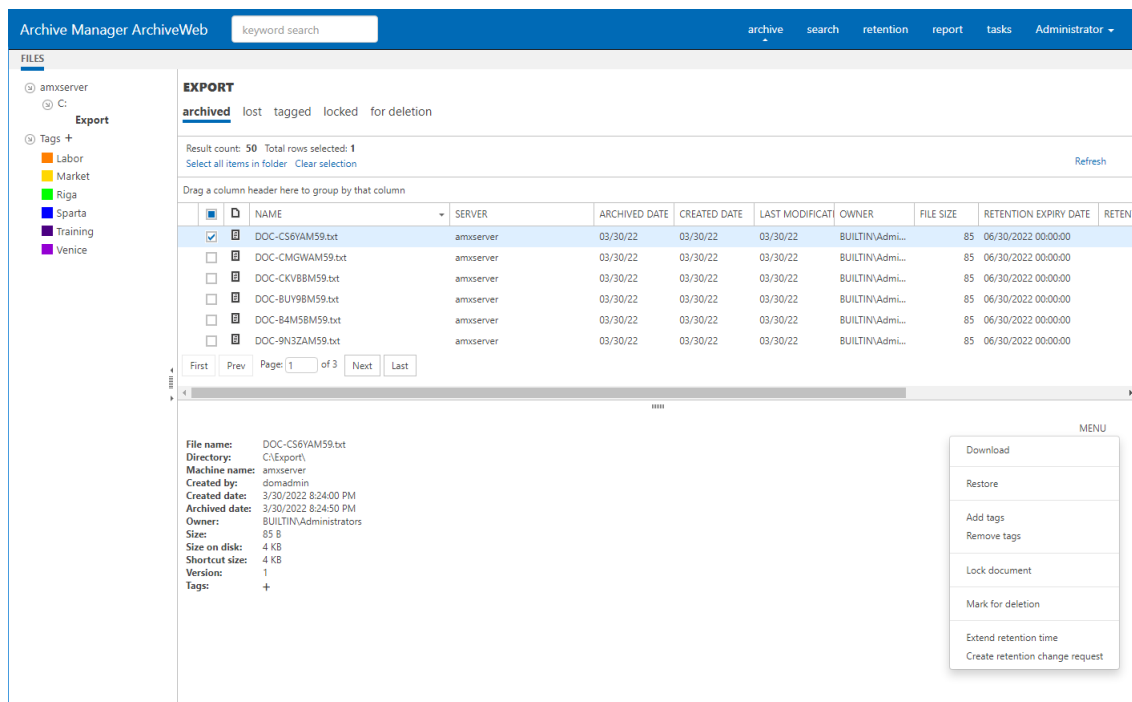 Archive Manager ArchiveWeb keyword search archive search retention report tasks Administrator
FILES
amxserver
C:
Export
Tags +
Labor
Market
Riga
Sparta
Training
Venice
EXPORT
archived lost tagged locked for deletion
Result count: 50 Total rows selected: 1
Select all items in folder Clear selection Refresh
Drag a column header here to group by that column
NAME SERVER ARCHIVED DATE CREATED DATE LAST MODIFICATI OWNER FILE SIZE RETENTION EXPIRY DATE RETEN
DOC-CS6YAM59.txt amxserver 03/30/22 03/30/22 03/30/22 BUILTIN\Admi... 85 06/30/2022 00:00:00
DOC-CMGWAM59.txt amxserver 03/30/22 03/30/22 03/30/22 BUILTIN\Admi... 85 06/30/2022 00:00:00
DOC-CKVBBM59.txt amxserver 03/30/22 03/30/22 03/30/22 BUILTIN\Admi... 85 06/30/2022 00:00:00
DOC-BUY9BM59.txt amxserver 03/30/22 03/30/22 03/30/22 BUILTIN\Admi... 85 06/30/2022 00:00:00
DOC-B4M5BM59.txt amxserver 03/30/22 03/30/22 03/30/22 BUILTIN\Admi... 85 06/30/2022 00:00:00
DOC-9N3ZAM59.txt amxserver 03/30/22 03/30/22 03/30/22 BUILTIN\Admi... 85 06/30/2022 00:00:00
First Prev Page: 1 of 3 Next Last
File name: DOC-CS6YAM59.txt
Directory: C:\Export\
Machine name: amxserver
Created by: domadmin
Created date: 3/30/2022 8:24:00 PM
Archived date: 3/30/2022 8:24:50 PM
Owner: BUILTIN\Administrators
Size: 85 B
Size on disk: 4 KB
Shortcut size: 4 KB
Version: 1
Tags: +
MENU
Download
Restore
Add tags
Remove tags
Lock document
Mark for deletion
Extend retention time
Create retention change request